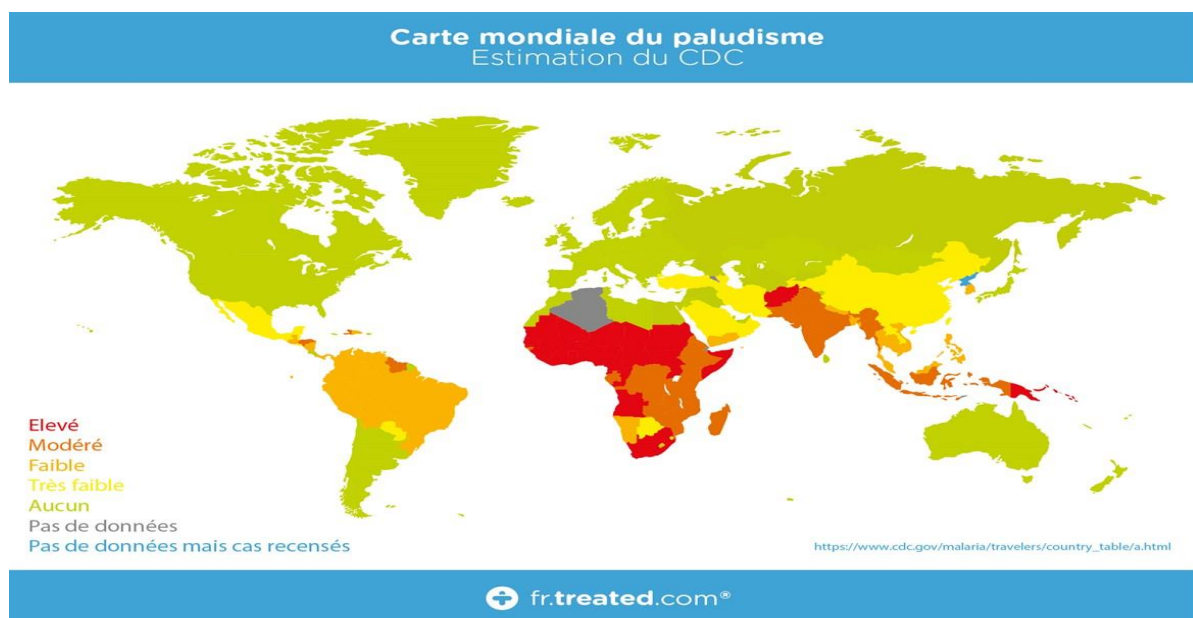 Carte mondiale du paludisme
Estimation du CDC
Elevé
Modéré
Faible
Très faible
Aucun
Pas de données
Pas de données mais cas recensés
https://www.cdc.gov/malaria/travelers/country_table/a.html
fr.treated.com®